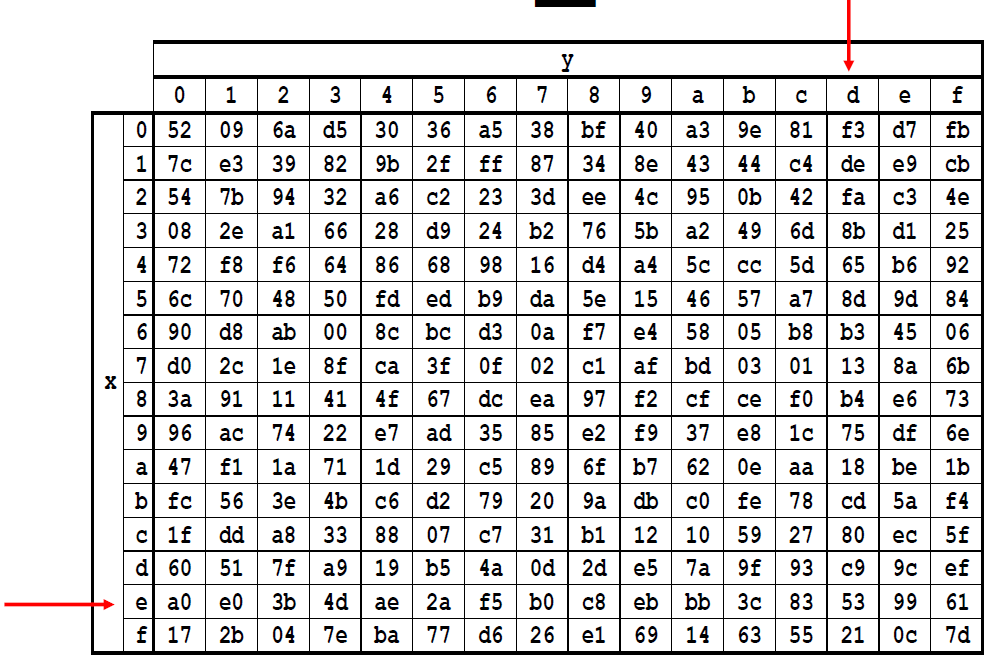 y
0 1 2 3 4 5 6 7 8 9 a b c d e f
0 52 09 6a d5 30 36 a5 38 bf 40 a3 9e 81 f3 d7 fb
1 7c e3 39 82 9b 2f ff 87 34 8e 43 44 c4 de e9 cb
2 54 7b 94 32 a6 c2 23 3d ee 4c 95 0b 42 fa c3 4e
3 08 2e a1 66 28 d9 24 b2 76 5b a2 49 6d 8b d1 25
4 72 f8 f6 64 86 68 98 16 d4 a4 5c cc 5d 65 b6 92
5 6c 70 48 50 fd ed b9 da 5e 15 46 57 a7 8d 9d 84
6 90 d8 ab 00 8c bc d3 0a f7 e4 58 05 b8 b3 45 06
7 d0 2c 1e 8f ca 3f 0f 02 c1 af bd 03 01 13 8a 6b
x
8 3a 91 11 41 4f 67 dc ea 97 f2 cf ce f0 b4 e6 73
9 96 ac 74 22 e7 ad 35 85 e2 f9 37 e8 1c 75 df 6e
a 47 f1 1a 71 1d 29 c5 89 6f b7 62 0e aa 18 be 1b
b fc 56 3e 4b c6 d2 79 20 9a db c0 fe 78 cd 5a f4
c 1f dd a8 33 88 07 c7 31 b1 12 10 59 27 80 ec 5f
d 60 51 7f a9 19 b5 4a 0d 2d e5 7a 9f 93 c9 9c ef
e a0 e0 3b 4d ae 2a f5 b0 c8 eb bb 3c 83 53 99 61
f 17 2b 04 7e ba 77 d6 26 e1 69 14 63 55 21 0c 7d